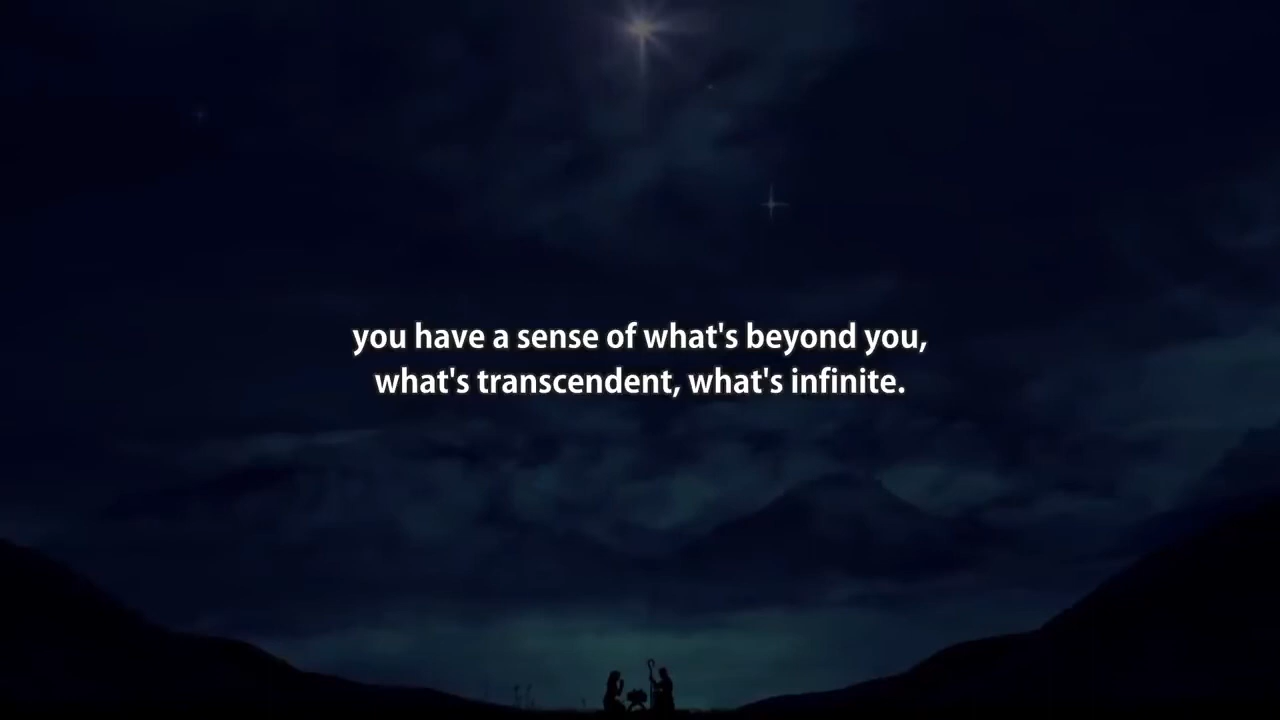 you have a sense of what's beyond you,
what's transcendent, what's infinite.